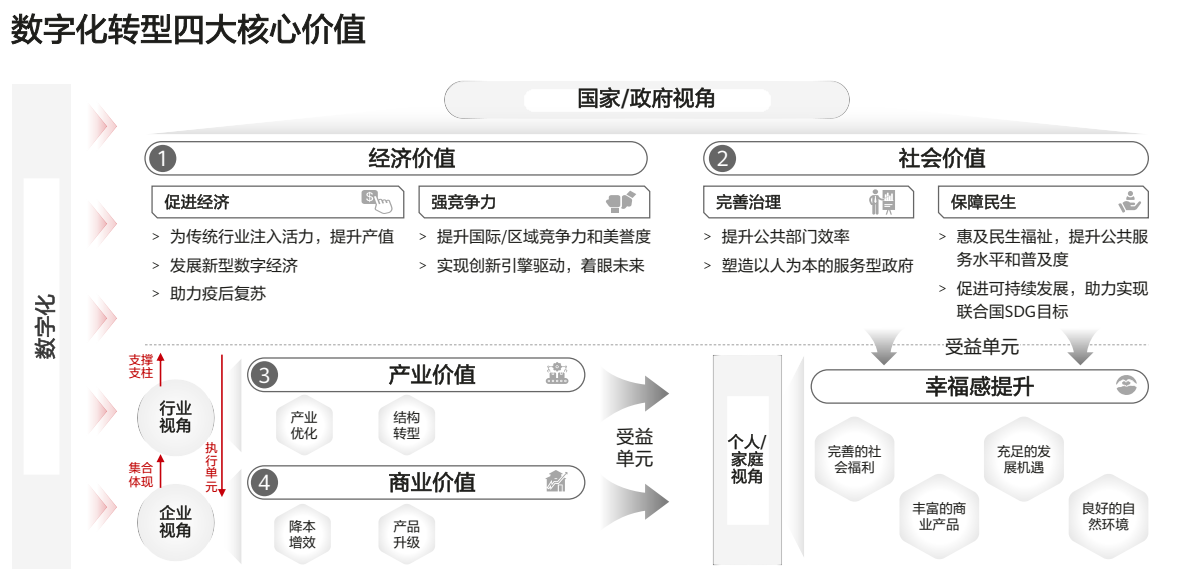 数字化转型四大核心价值
数字化
国家/政府视角
1 经济价值
促进经济
$
> 为传统行业注入活力，提升产值
> 发展新型数字经济
> 助力疫后复苏
强竞争力
> 提升国际/区域竞争力和美誉度
> 实现创新引擎驱动，着眼未来
2 社会价值
完善治理
> 提升公共部门效率
> 塑造以人为本的服务型政府
保障民生
> 惠及民生福祉，提升公共服
务水平和普及度
> 促进可持续发展，助力实现
联合国SDG目标
支撑
支柱
行业
视角
执行单元
集合
体现
企业
视角
3 产业价值
产业
优化
结构
转型
4 商业价值
降本
增效
产品
升级
受益
单元
个人/
家庭
视角
受益单元
幸福感提升
完善的社
会福利
丰富的商
业产品
充足的发
展机遇
良好的自
然环境